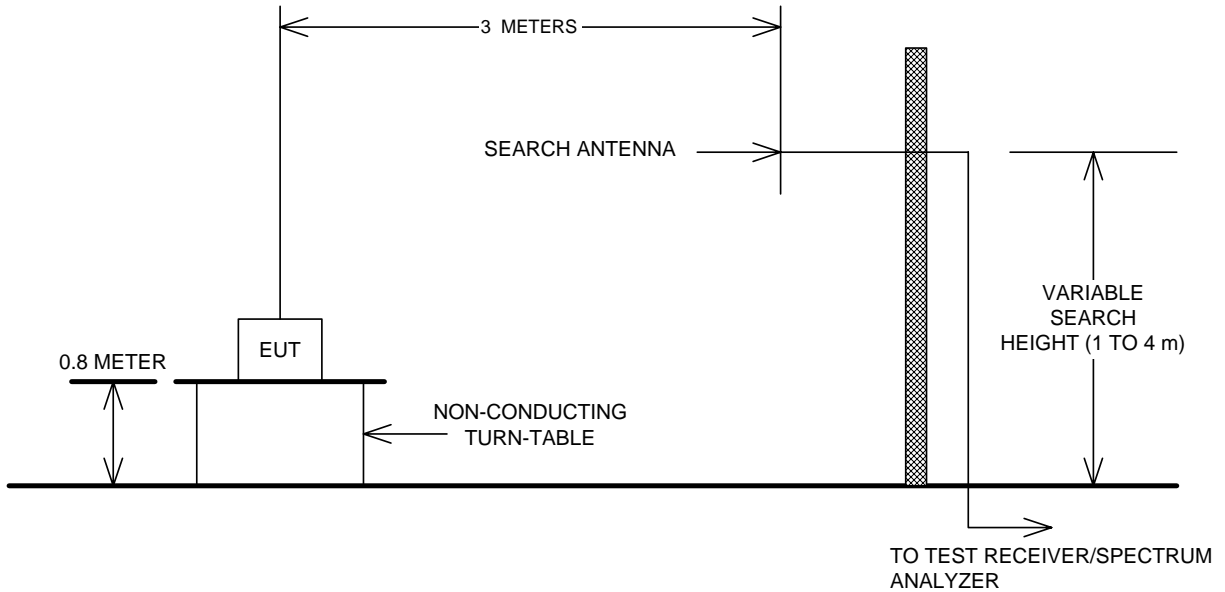 3 METERS
SEARCH ANTENNA
VARIABLE
SEARCH
HEIGHT (1 TO 4 m)
EUT
0.8 METER
NON-CONDUCTING
TURN-TABLE
TO TEST RECEIVER/SPECTRUM
ANALYZER